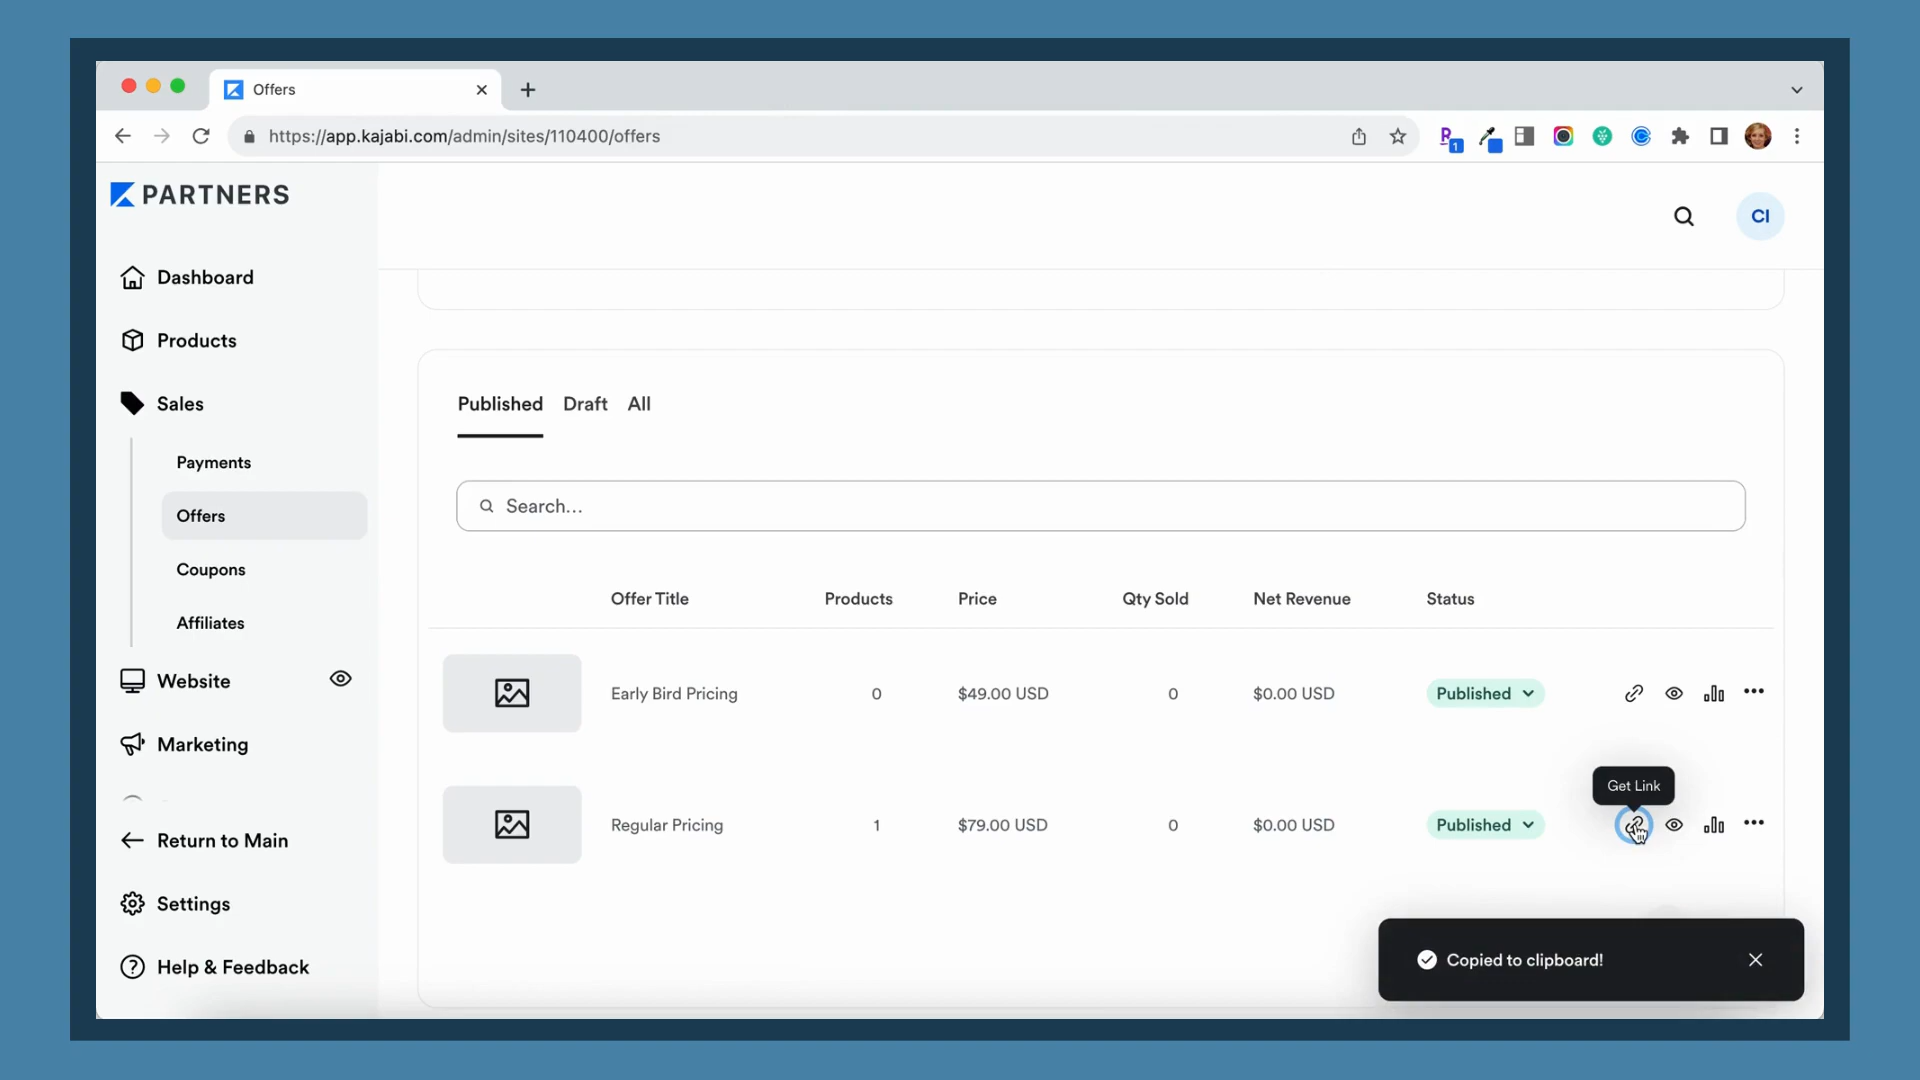 Offers
https://app.kajabi.com/admin/sites/110400/offers
1
PARTNERS
CI
Dashboard
Products
Sales
Payments
Offers
Coupons
Affiliates
Website
Marketing
Return to Main
Settings
Help & Feedback
Published Draft All
Search...
Offer Title Products Price Qty Sold Net Revenue Status
Early Bird Pricing 0 $49.00 USD 0 $0.00 USD Published
Get Link
Regular Pricing 1 $79.00 USD 0 $0.00 USD Published
Copied to clipboard!